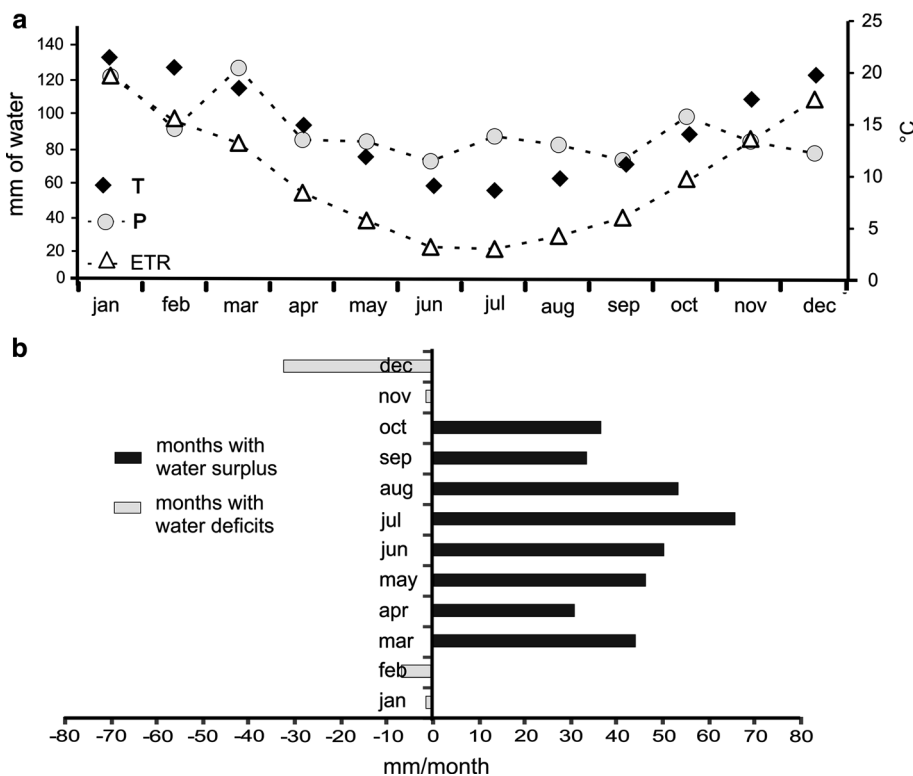 a
140
120
100
80
60
40
20
0
mm of water
25
20
15
10
5
0
C°
T
P
ETR
jan feb mar apr may jun jul aug sep oct nov dec
b
dec
nov
oct
sep
aug
jul
jun
may
apr
mar
feb
jan
months with
water surplus
months with
water deficits
-80 -70 -60 -50 -40 -30 -20 -10 0 10 20 30 40 50 60 70 80
mm/month